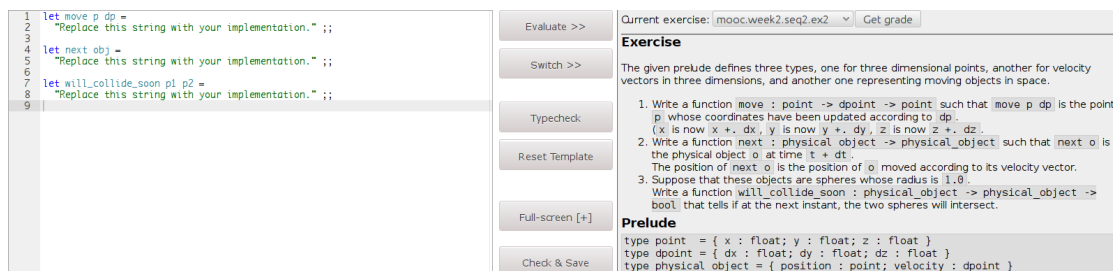 1 let move p dp =
2 "Replace this string with your implementation." ;;
3
4 let next obj =
5 "Replace this string with your implementation." ;;
6
7 let will_collide_soon p1 p2 =
8 "Replace this string with your implementation." ;;
9
Evaluate >>
Switch >>
Typecheck
Reset Template
Full-screen [+]
Check & Save
Current exercise: mooc.week2.seq2.ex2 Get grade
Exercise
The given prelude defines three types, one for three dimensional points, another for velocity
vectors in three dimensions, and another one representing moving objects in space.
1. Write a function move : point -> dpoint -> point such that move p dp is the point
p whose coordinates have been updated according to dp .
( x is now x +. dx , y is now y +. dy , z is now z +. dz .
2. Write a function next : physical_object -> physical_object such that next o is
the physical object o at time t + dt .
The position of next o is the position of o moved according to its velocity vector.
3. Suppose that these objects are spheres whose radius is 1.0 .
Write a function will_collide_soon : physical_object -> physical_object ->
bool that tells if at the next instant, the two spheres will intersect.
Prelude
type point = { x : float; y : float; z : float }
type dpoint = { dx : float; dy : float; dz : float }
type physical_object = { position : point; velocity : dpoint }